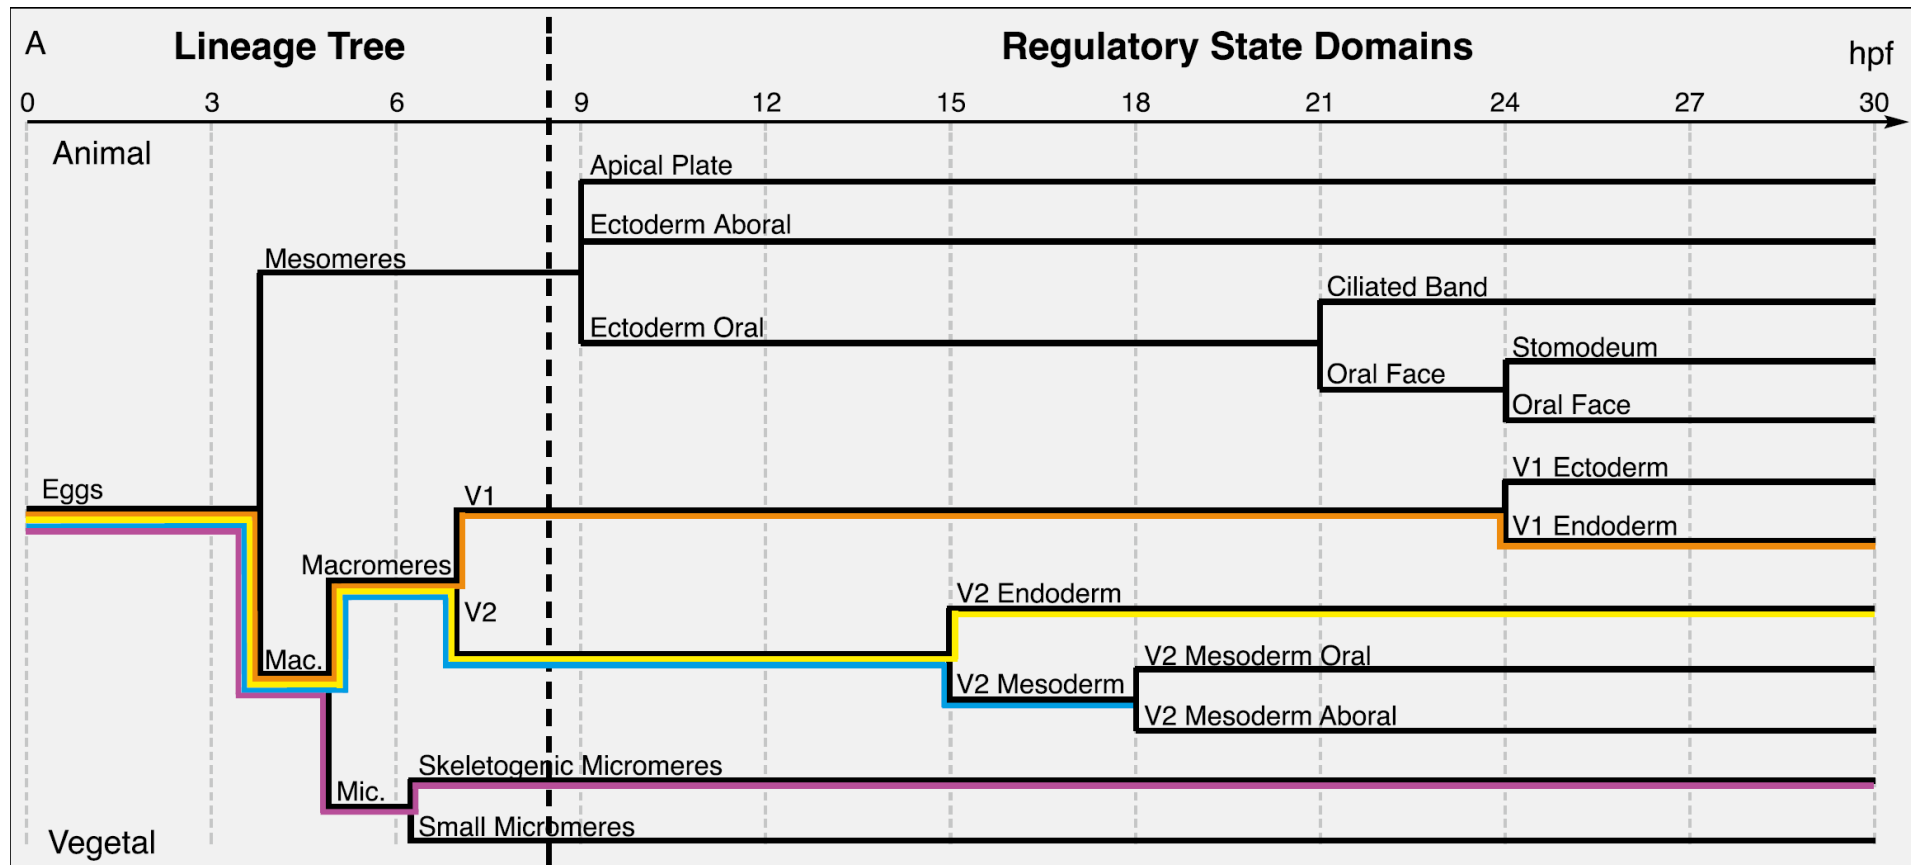 A
Lineage Tree
Regulatory State Domains
hpf
0 3 6 9 12 15 18 21 24 27 30
Animal
Apical Plate
Ectoderm Aboral
Mesomeres
Ciliated Band
Ectoderm Oral
Stomodeum
Oral Face
Oral Face
V1 Ectoderm
Eggs
V1
V1 Endoderm
Macromeres
V2 Endoderm
V2
Mac.
V2 Mesoderm Oral
V2 Mesoderm
V2 Mesoderm Aboral
Skeletogenic Micromeres
Mic.
Small Micromeres
Vegetal